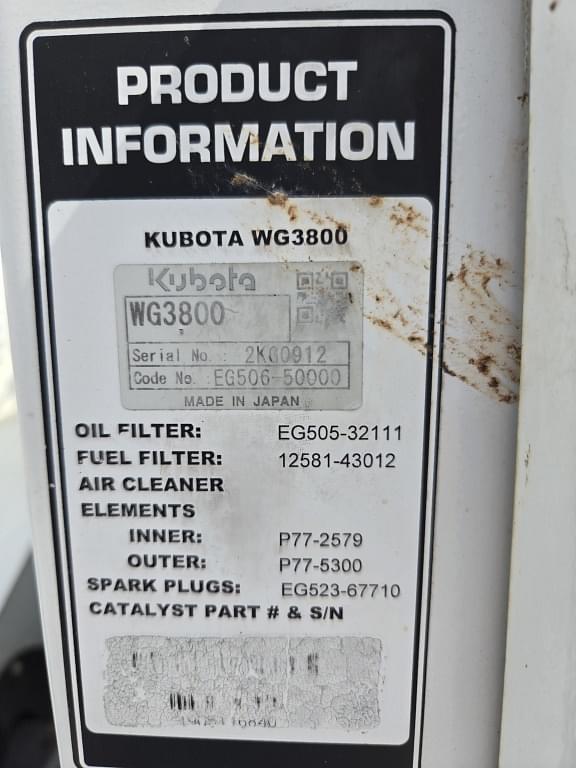 PRODUCT
INFORMATION
KUBOTA WG3800
Kubota
WG3800
Serial No. : 2KG0912
Code No. : EG506-50000
MADE IN JAPAN
OIL FILTER: EG505-32111
FUEL FILTER: 12581-43012
AIR CLEANER
ELEMENTS
INNER: P77-2579
OUTER: P77-5300
SPARK PLUGS: EG523-67710
CATALYST PART # & S/N